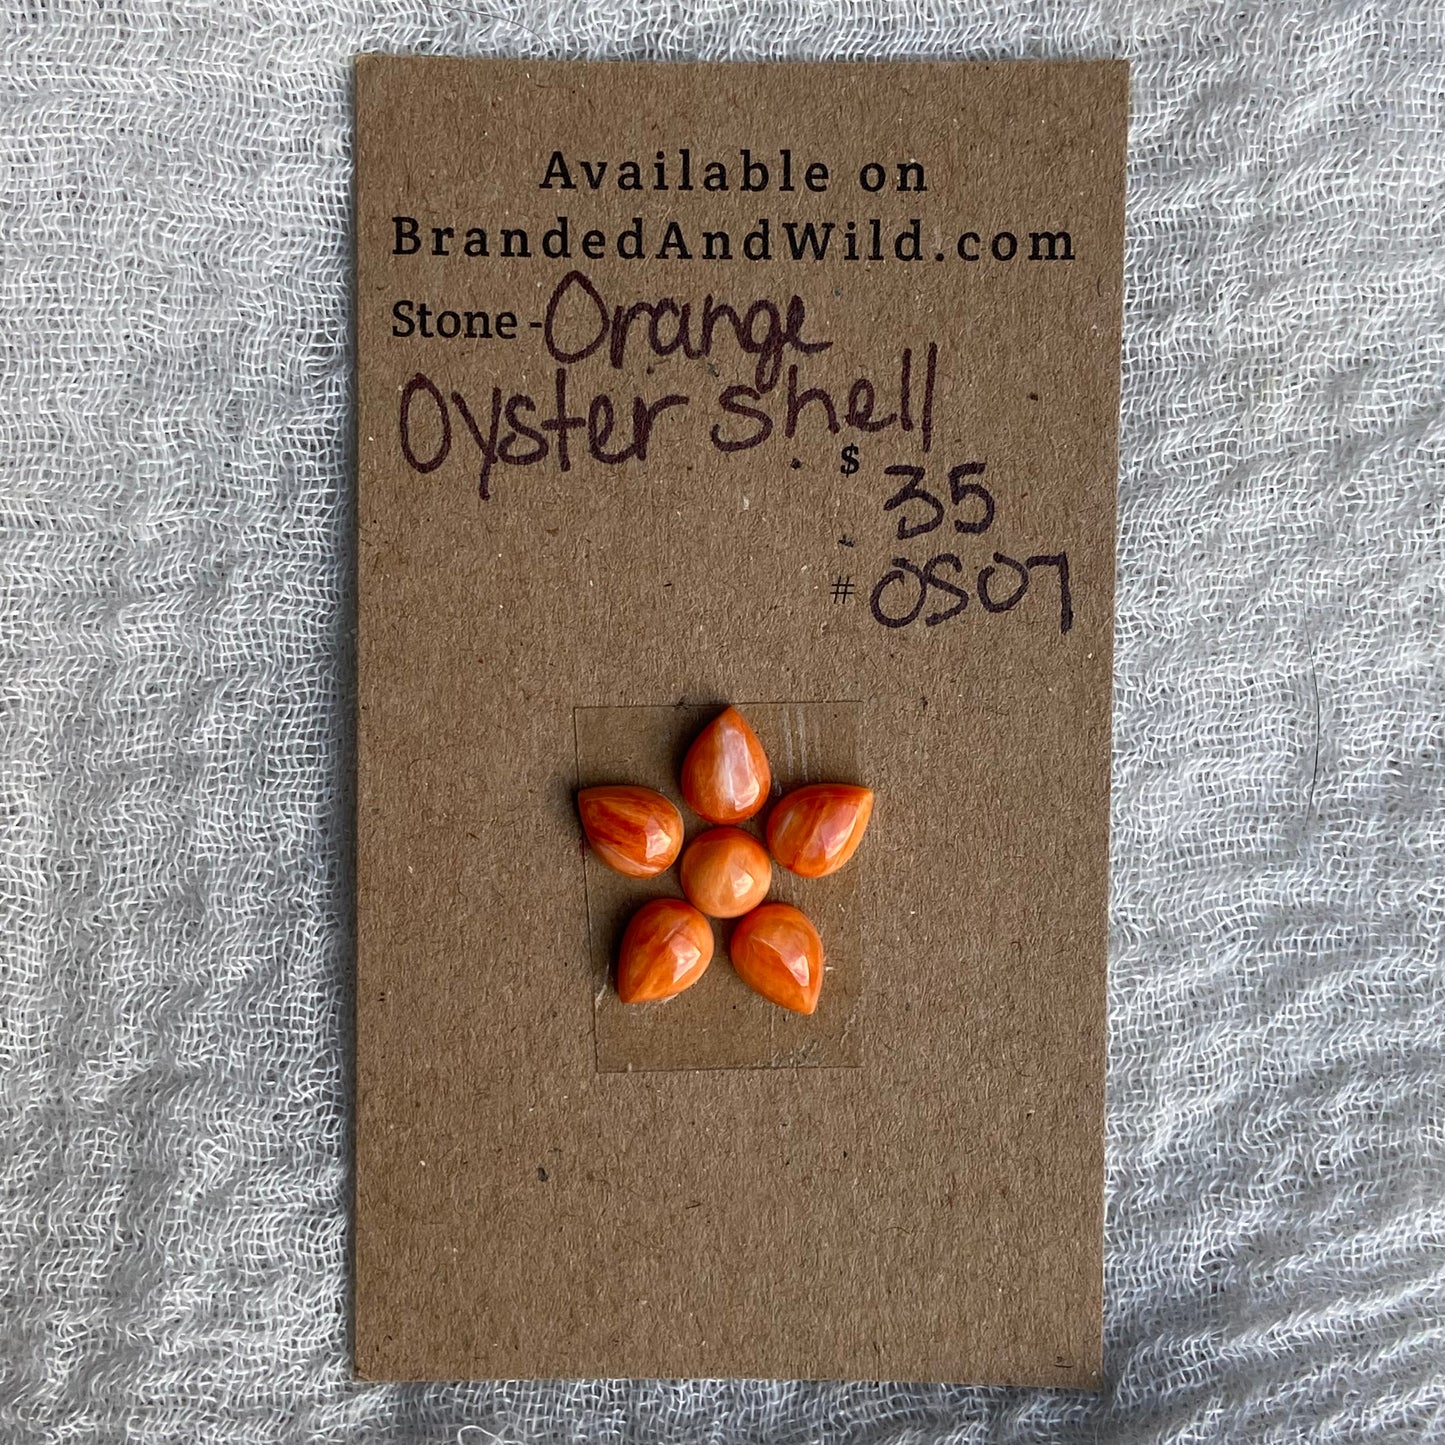 Available on
BrandedAndWild.com
Stone - Orange
Oyster shell
$ 35
# OS07